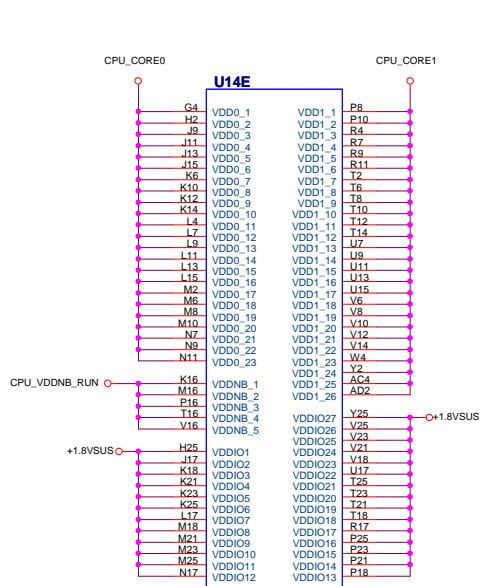 CPU_CORE0 CPU_CORE1
U14E
G4 VDD0_1 VDD1_1 P8
H2 VDD0_2 VDD1_2 P10
J9 VDD0_3 VDD1_3 R4
J11 VDD0_4 VDD1_4 R7
J13 VDD0_5 VDD1_5 R9
J15 VDD0_6 VDD1_6 R11
K6 VDD0_7 VDD1_7 T2
K10 VDD0_8 VDD1_8 T6
K12 VDD0_9 VDD1_9 T8
K14 VDD0_10 VDD1_10 T10
L4 VDD0_11 VDD1_11 T12
L7 VDD0_12 VDD1_12 T14
L9 VDD0_13 VDD1_13 U7
L11 VDD0_14 VDD1_14 U9
L13 VDD0_15 VDD1_15 U11
L15 VDD0_16 VDD1_16 U13
M2 VDD0_17 VDD1_17 U15
M6 VDD0_18 VDD1_18 V6
M8 VDD0_19 VDD1_19 V8
M10 VDD0_20 VDD1_20 V10
N7 VDD0_21 VDD1_21 V12
N9 VDD0_22 VDD1_22 V14
N11 VDD0_23 VDD1_23 W4
VDD1_24 Y2
CPU_VDDNB_RUN K16 VDDNB_1 VDD1_25 AC4
M16 VDDNB_2 VDD1_26 AD2
P16 VDDNB_3
T16 VDDNB_4 VDDIO27 Y25 +1.8VSUS
V16 VDDNB_5 VDDIO26 V25
VDDIO25 V23
+1.8VSUS H25 VDDIO1 VDDIO24 V21
J17 VDDIO2 VDDIO23 V18
K18 VDDIO3 VDDIO22 U17
K21 VDDIO4 VDDIO21 T25
K23 VDDIO5 VDDIO20 T23
K25 VDDIO6 VDDIO19 T21
L17 VDDIO7 VDDIO18 T18
M18 VDDIO8 VDDIO17 R17
M21 VDDIO9 VDDIO16 P25
M23 VDDIO10 VDDIO15 P23
M25 VDDIO11 VDDIO14 P21
N17 VDDIO12 VDDIO13 P18